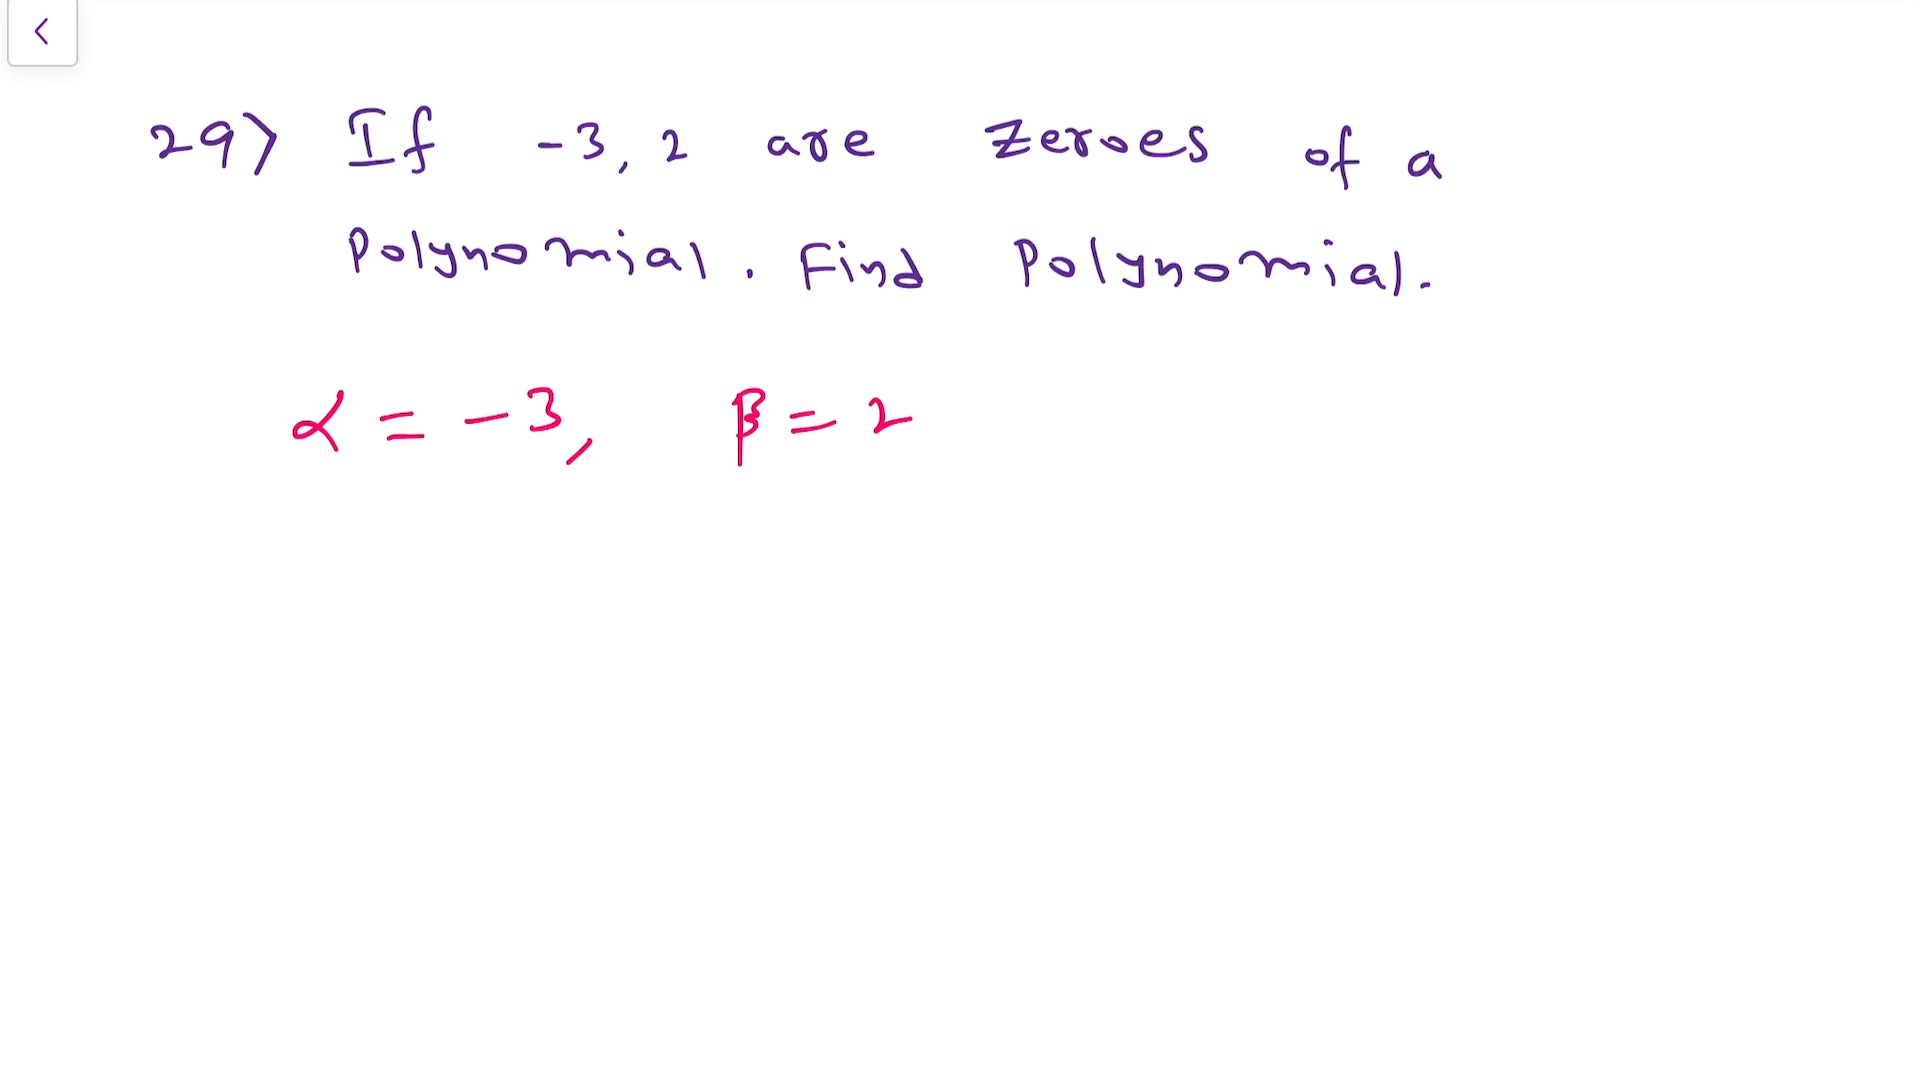 29) If -3, 2 are zeroes of a
Polynomial. Find Polynomial.
α = -3, β = 2